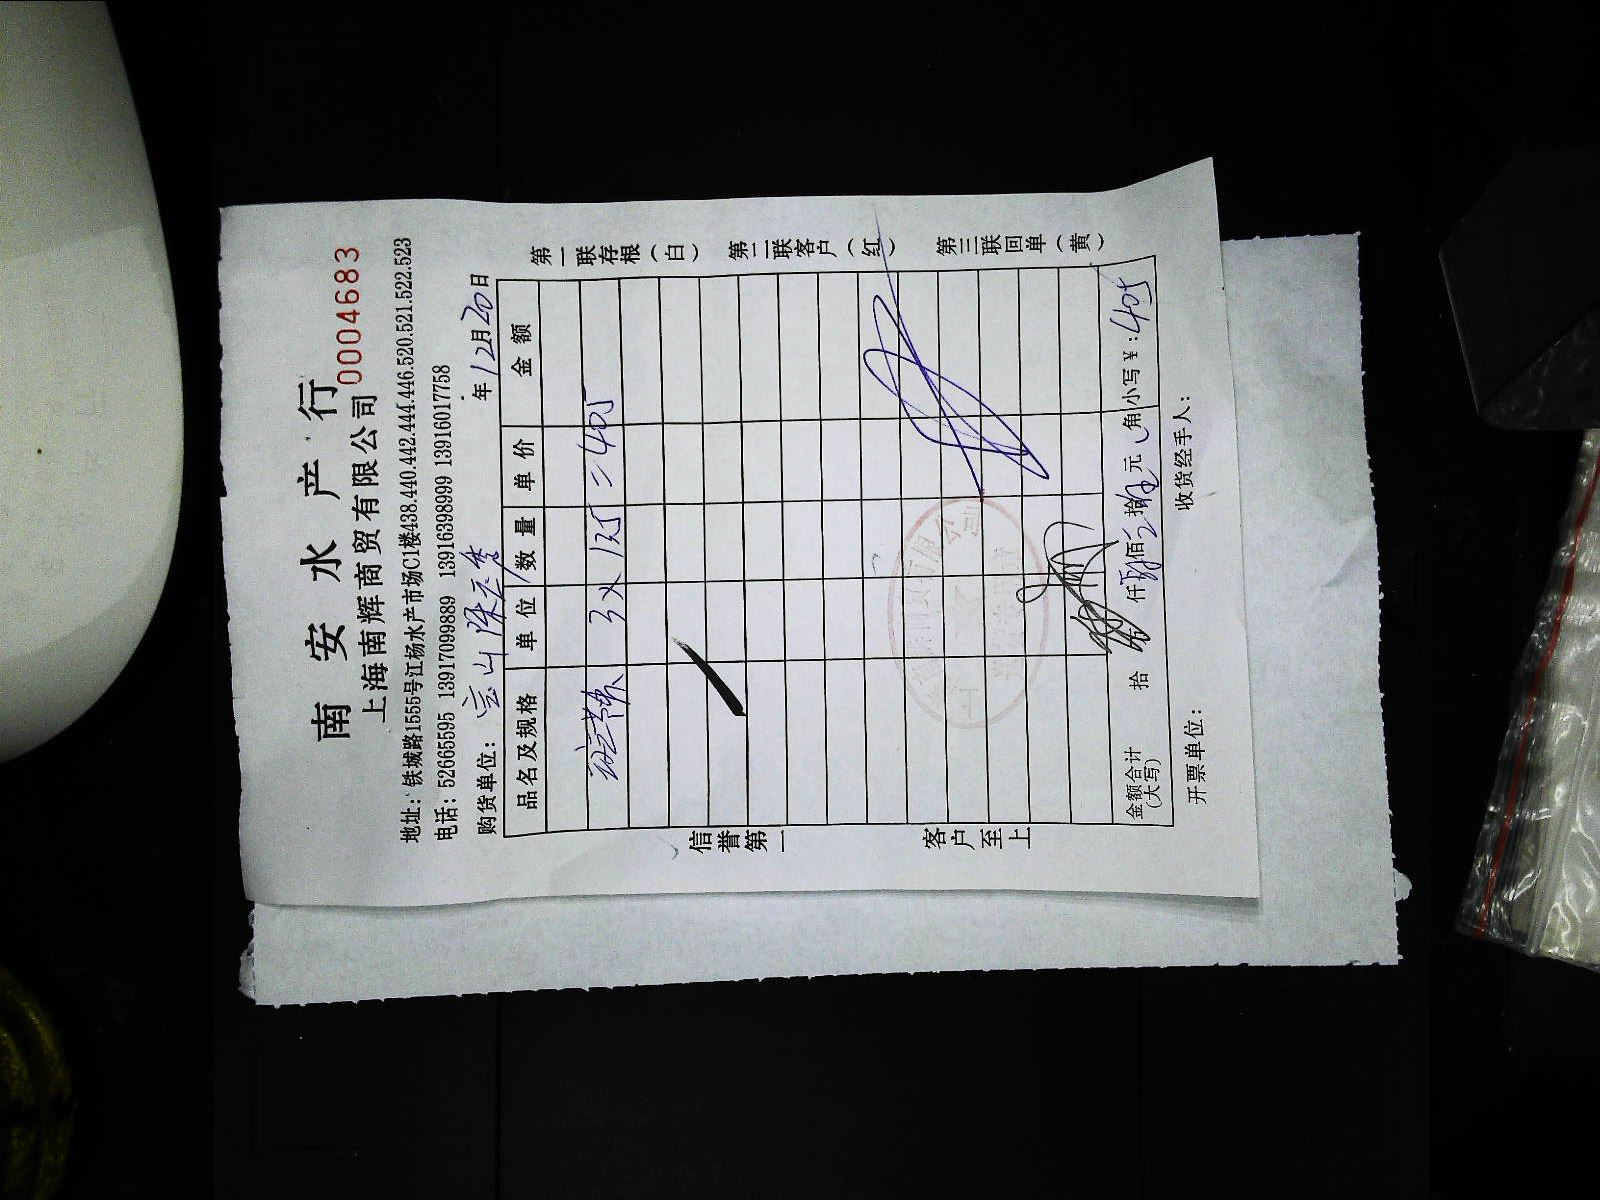 南安水产行
上海南辉商贸有限公司 0004683
地址:铁城路1555号江杨水产市场C1楼438.440.442.444.446.520.521.522.523
电话: 52665595 13917099889 13916398999 13916017758
购货单位: 宝山 年12月20日
品名及规格 单位 数量 单价 金额
3X135=405
金额合计 拾 仟 佰 拾 元 角 小写¥:405
(大写)
开票单位: 收货经手人:
信誉第一
客户至上
第一联存根(白)
第二联客户(红)
第三联回单(黄)